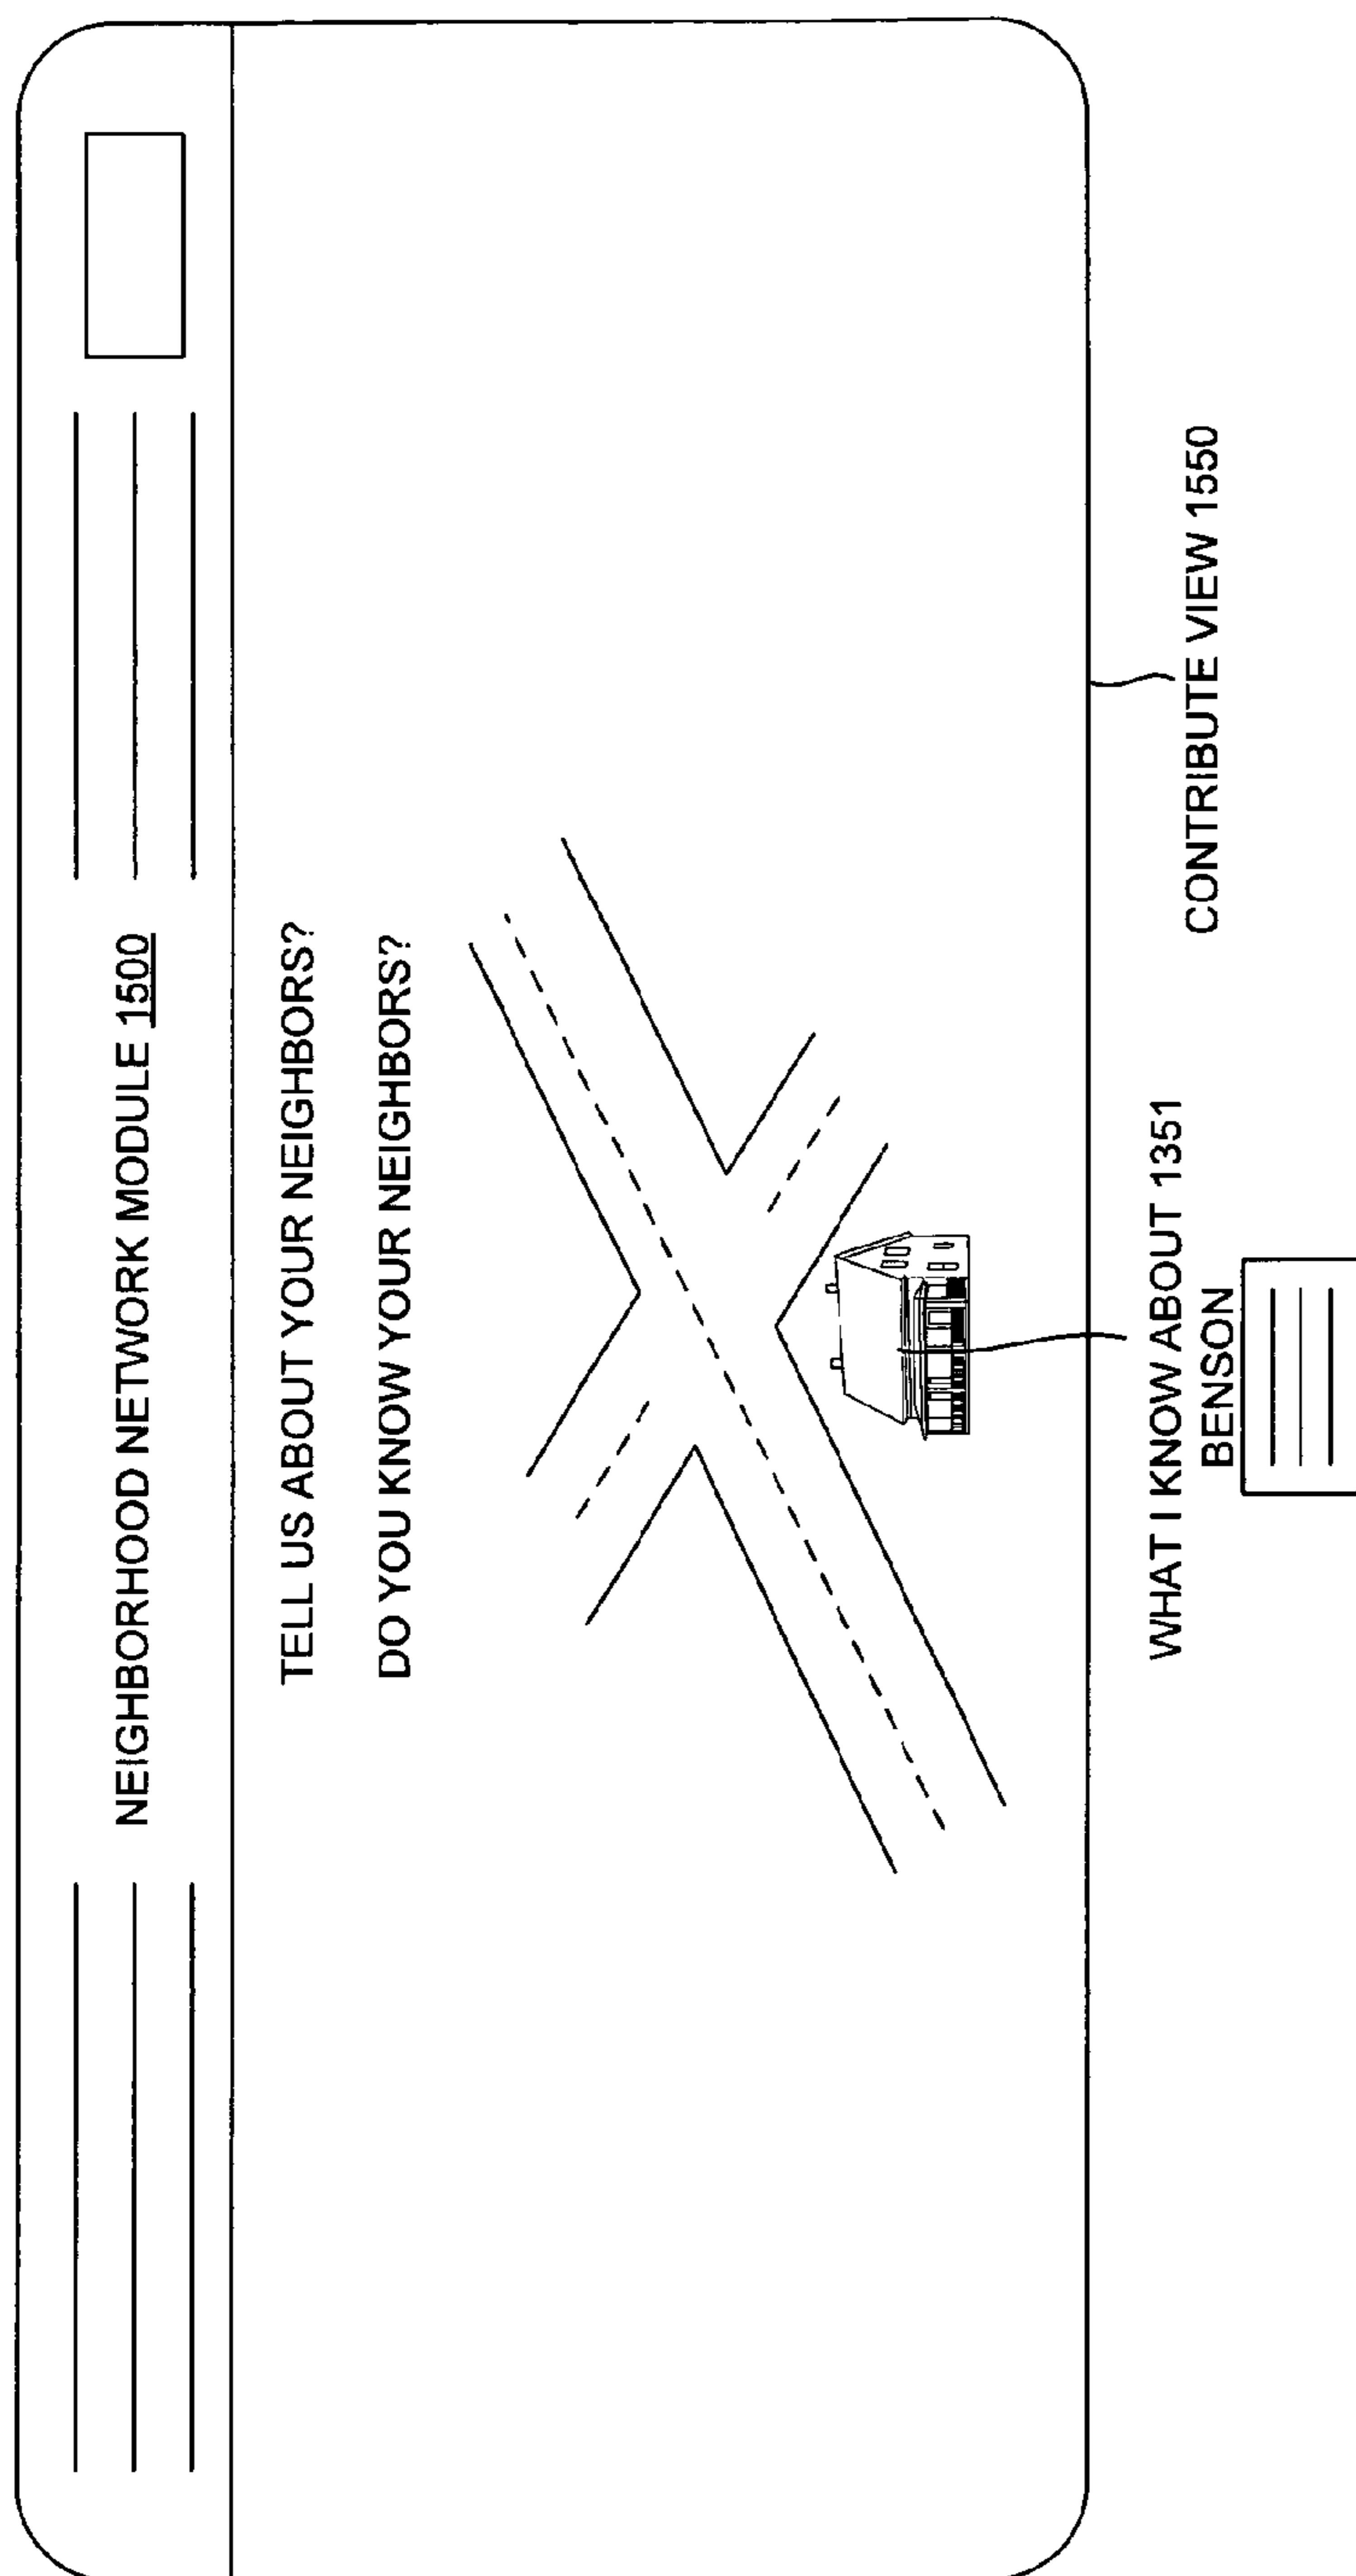 NEIGHBORHOOD NETWORK MODULE 1500
TELL US ABOUT YOUR NEIGHBORS?
DO YOU KNOW YOUR NEIGHBORS?
WHAT I KNOW ABOUT 1351
BENSON
CONTRIBUTE VIEW 1550